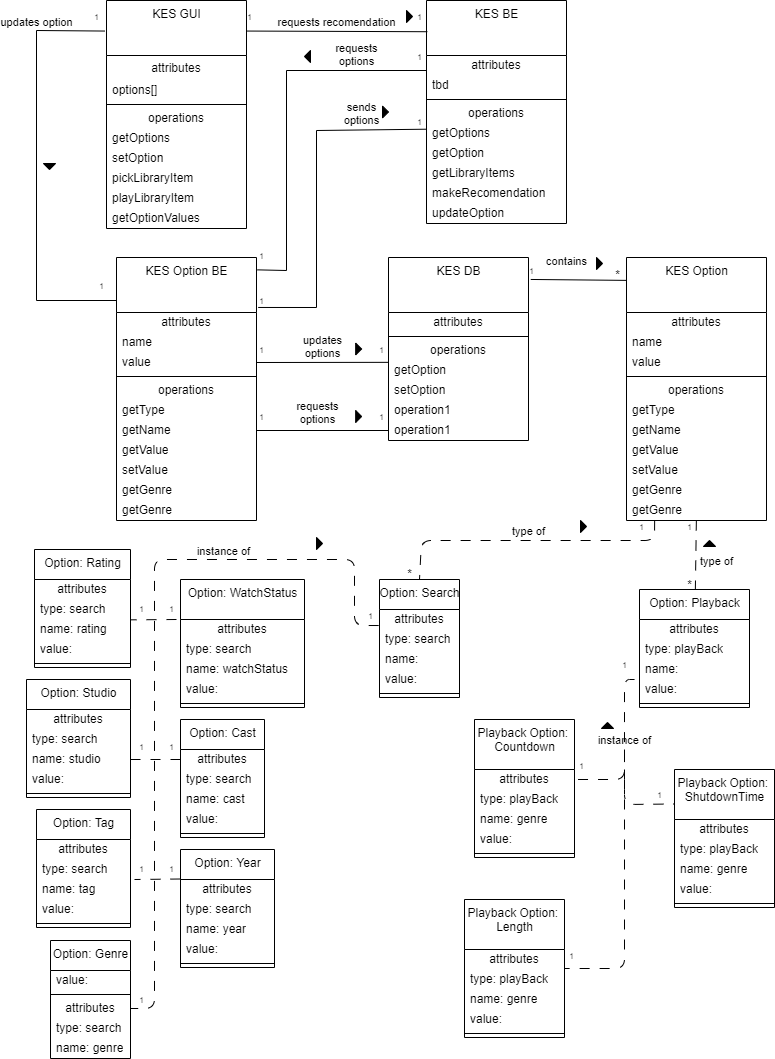 KES GUI
attributes
options[]
operations
getOptions
setOption
pickLibraryItem
playLibraryItem
getOptionValues
updates option
1
1
requests recomendation
1
KES BE
attributes
tbd
operations
getOptions
getOption
getLibraryItems
makeRecomendation
updateOption
requests
options
1
sends
options
1
1
1
1
KES Option BE
attributes
name
value
operations
getType
getName
getValue
setValue
getGenre
getGenre
1
updates
options
1
1
requests
options
1
KES DB
attributes
operations
getOption
setOption
operation1
operation1
1
contains
*
KES Option
attributes
name
value
operations
getType
getName
getValue
setValue
getGenre
getGenre
1
1
type of
*
type of
*
instance of
1
Option: Rating
attributes
type: search
name: rating
value:
1
1
Option: WatchStatus
attributes
type: search
name: watchStatus
value:
Option: Search
attributes
type: search
name:
value:
Option: Playback
attributes
type: playBack
name:
value:
1
Option: Studio
attributes
type: search
name: studio
value:
1
1
Option: Cast
attributes
type: search
name: cast
value:
Playback Option:
Countdown
attributes
type: playBack
name: genre
value:
1
instance of
1
Playback Option:
ShutdownTime
attributes
type: playBack
name: genre
value:
Option: Tag
attributes
type: search
name: tag
value:
1
1
Option: Year
attributes
type: search
name: year
value:
Playback Option:
Length
attributes
type: playBack
name: genre
value:
1
Option: Genre
value:
attributes
type: search
name: genre
1